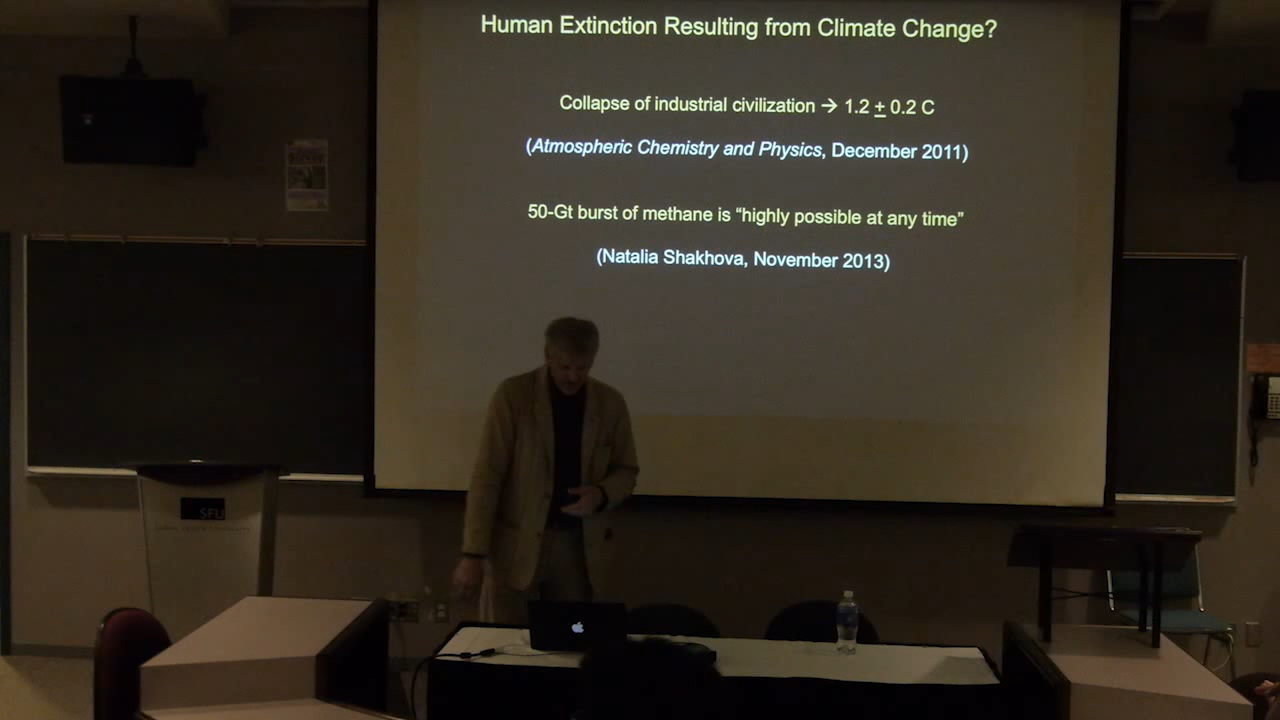 Human Extinction Resulting from Climate Change?
Collapse of industrial civilization → 1.2 ± 0.2 C
(Atmospheric Chemistry and Physics, December 2011)
50-Gt burst of methane is “highly possible at any time”
(Natalia Shakhova, November 2013)
SFU